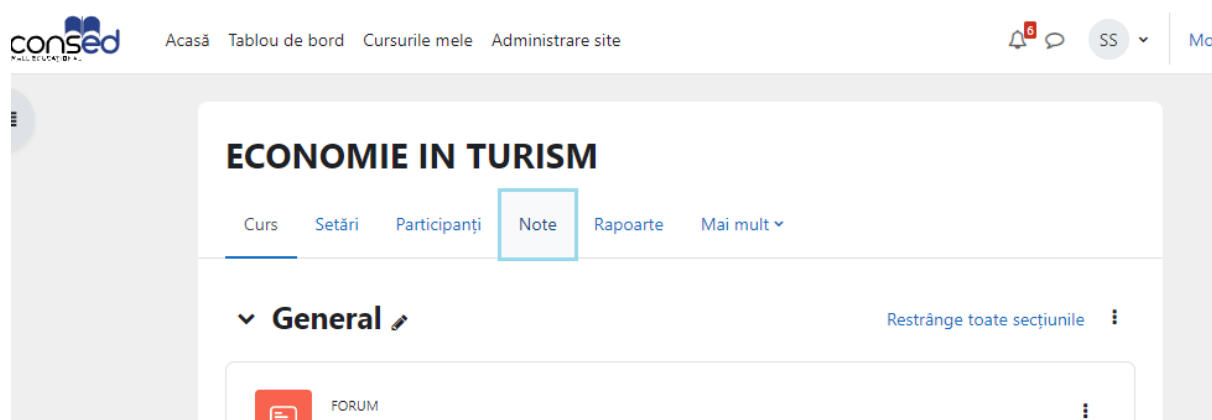 consed
Acasă Tablou de bord Cursurile mele Administrare site 6 SS Mo
ECONOMIE IN TURISM
Curs Setări Participanți Note Rapoarte Mai mult
General Restrânge toate secțiunile
FORUM